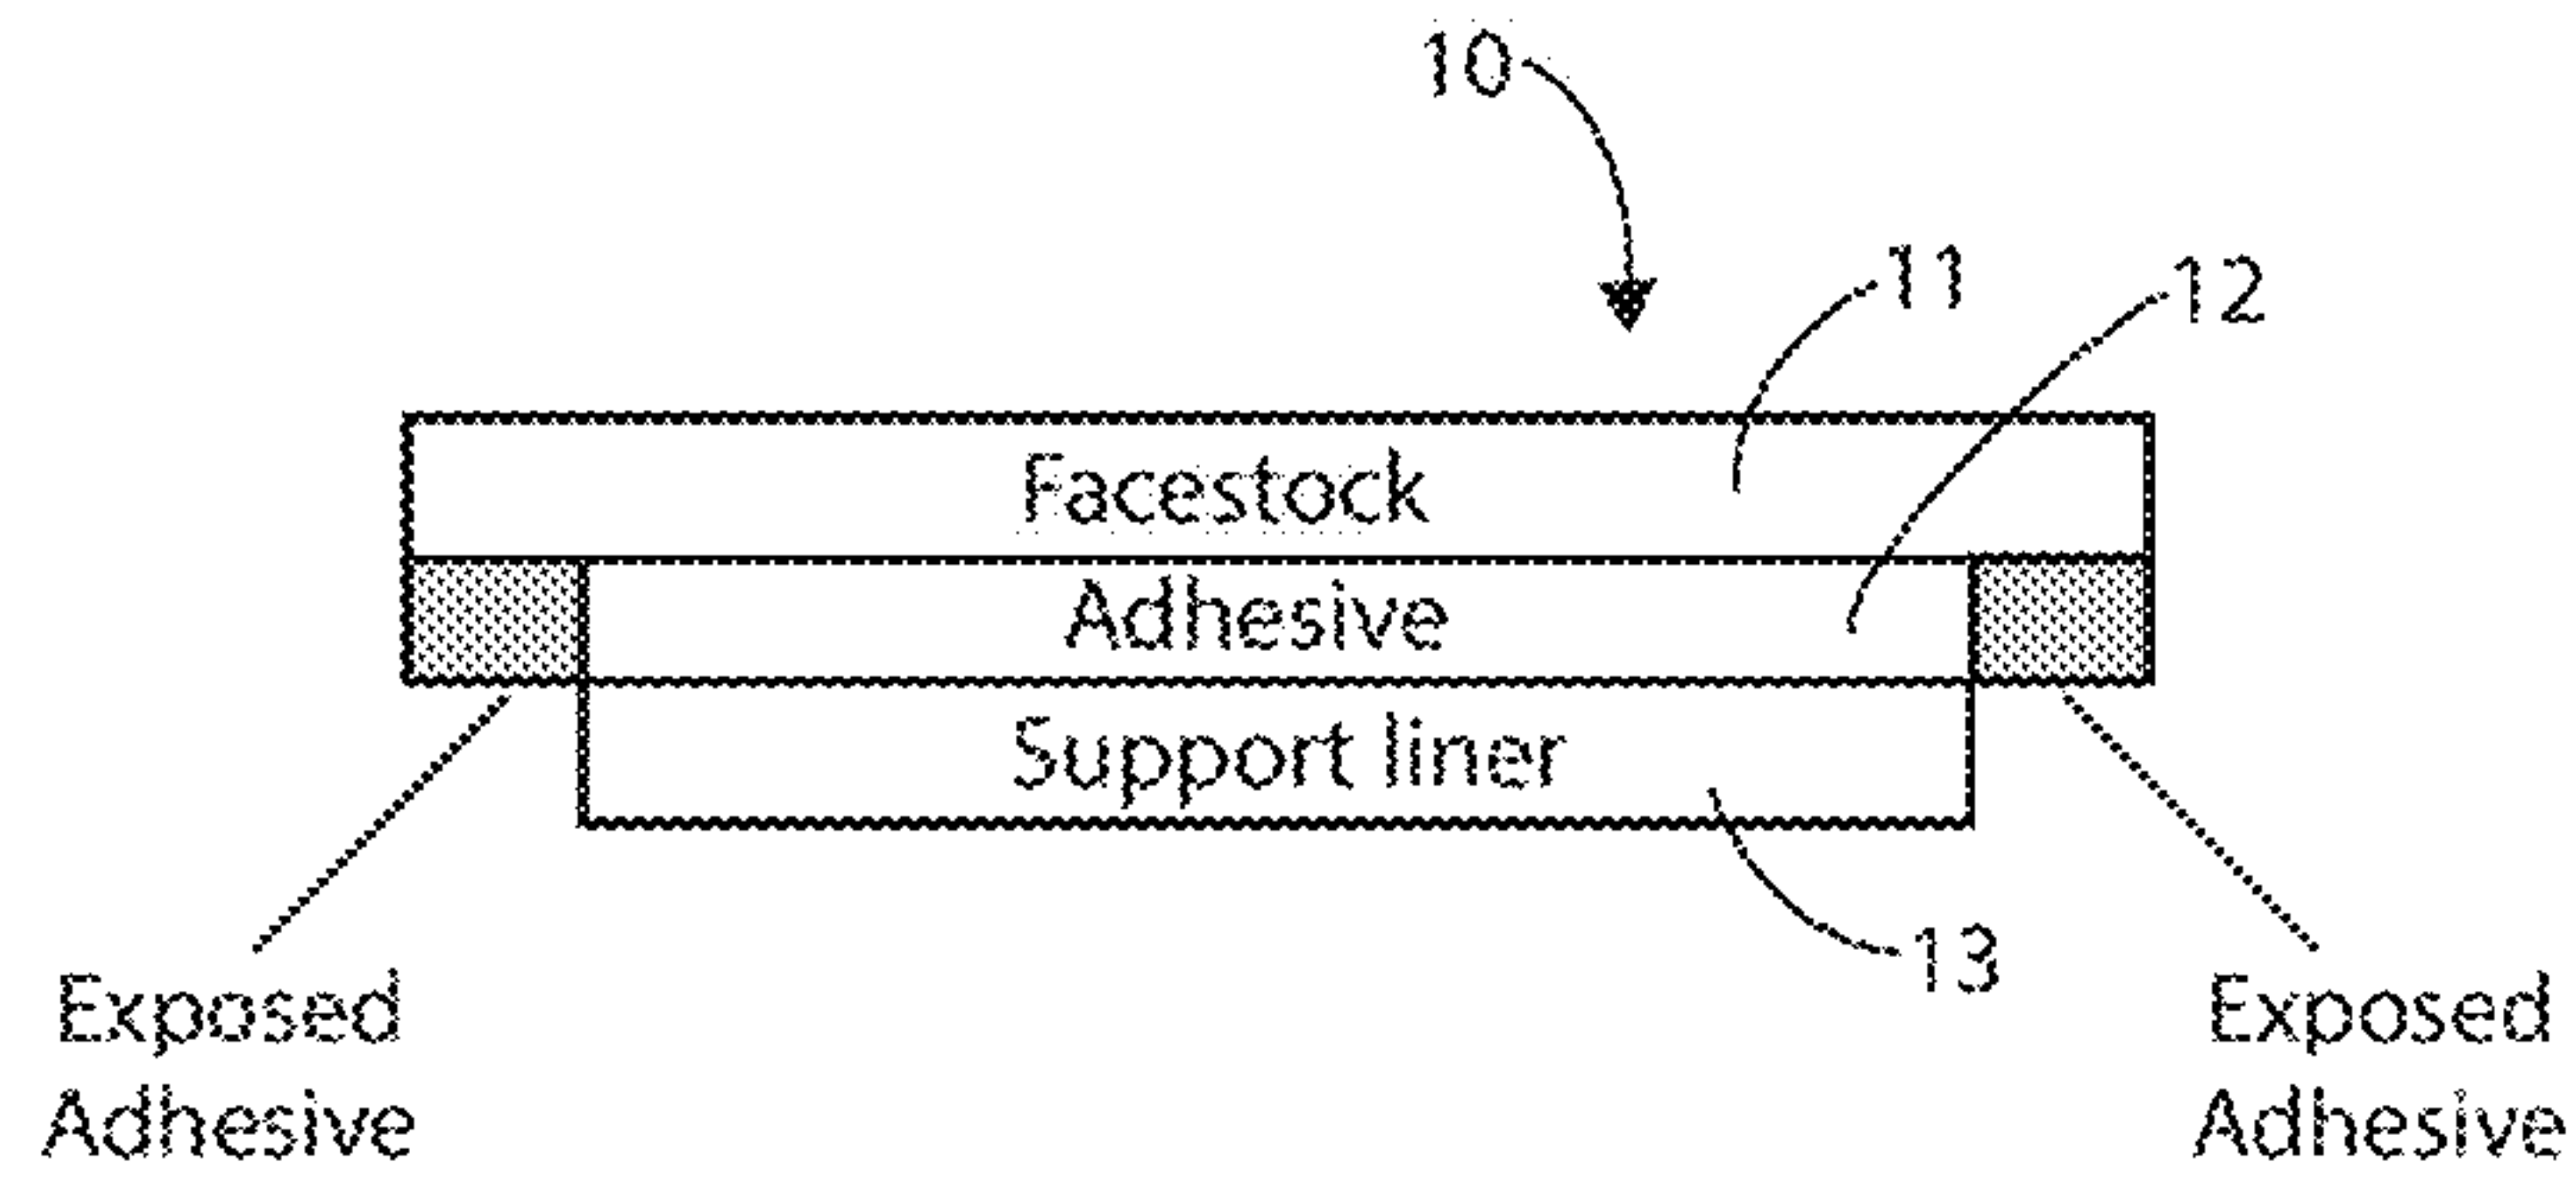 10
11
12
Facestock
Adhesive
Support liner
13
Exposed
Adhesive
Exposed
Adhesive